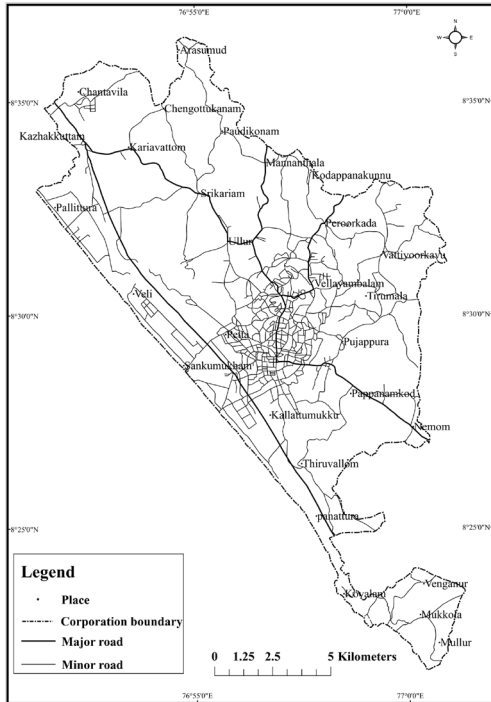 76°55'0"E 77°0'0"E
N
W E
S
Arasumud
8°35'0"N 8°35'0"N
Chantavila
Chengottukanam
Kazhakkuttam
Paudikonam
Kariavattom
Mannanthala
Kodappanakunnu
Srikariam
Pallittura
Peroorkada
Ullur
Vattiyoorkavu
Vellayambalam
Veli
Tirumala
8°30'0"N 8°30'0"N
Petta
Pujappura
Sankumukham
Pappanamkod
Kallattumukku
Nemom
Thiruvallom
panattura
8°25'0"N 8°25'0"N
Legend
Place
Corporation boundary
Major road
Minor road
Kovalam
Venganur
Mukkola
Mullur
0 1.25 2.5 5 Kilometers
76°55'0"E 77°0'0"E